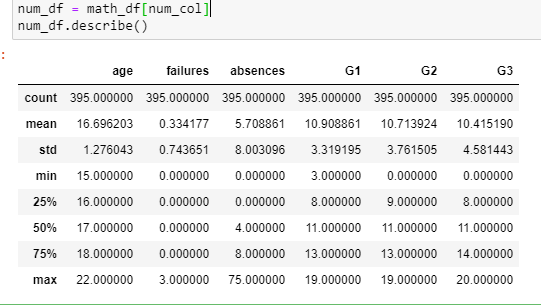 num_df = math_df[num_col]
num_df.describe()
:
age failures absences G1 G2 G3
count 395.000000 395.000000 395.000000 395.000000 395.000000 395.000000
mean 16.696203 0.334177 5.708861 10.908861 10.713924 10.415190
std 1.276043 0.743651 8.003096 3.319195 3.761505 4.581443
min 15.000000 0.000000 0.000000 3.000000 0.000000 0.000000
25% 16.000000 0.000000 0.000000 8.000000 9.000000 8.000000
50% 17.000000 0.000000 4.000000 11.000000 11.000000 11.000000
75% 18.000000 0.000000 8.000000 13.000000 13.000000 14.000000
max 22.000000 3.000000 75.000000 19.000000 19.000000 20.000000